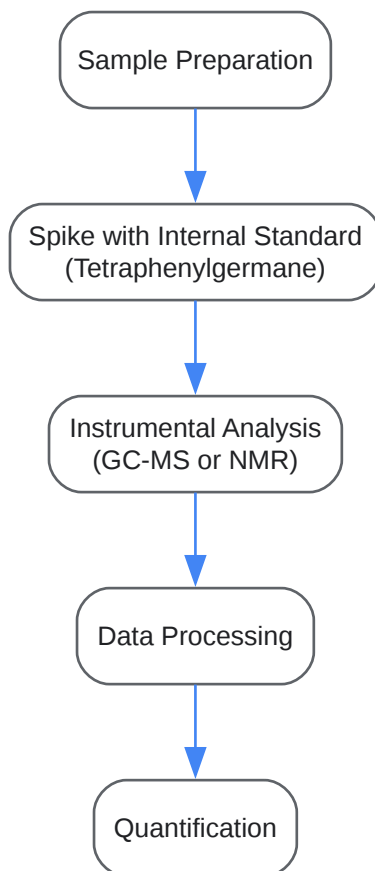 Sample Preparation
Spike with Internal Standard
(Tetraphenylgermane)
Instrumental Analysis
(GC-MS or NMR)
Data Processing
Quantification